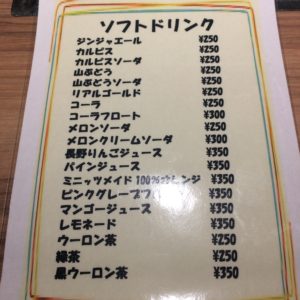 ソフトドリンク
ジンジャエール ¥250
カルピス ¥250
カルピスソーダ ¥250
山ぶどう ¥250
山ぶどうソーダ ¥250
リアルゴールド ¥250
コーラ ¥250
コーラフロート ¥300
メロンソーダ ¥250
メロンクリームソーダ ¥300
長野りんごジュース ¥350
パインジュース ¥350
ミニッツメイド 100%オレンジ ¥350
ピンクグレープフ ¥350
マンゴージュース ¥350
レモネード ¥350
ウーロン茶 ¥250
緑茶 ¥250
黒ウーロン茶 ¥350